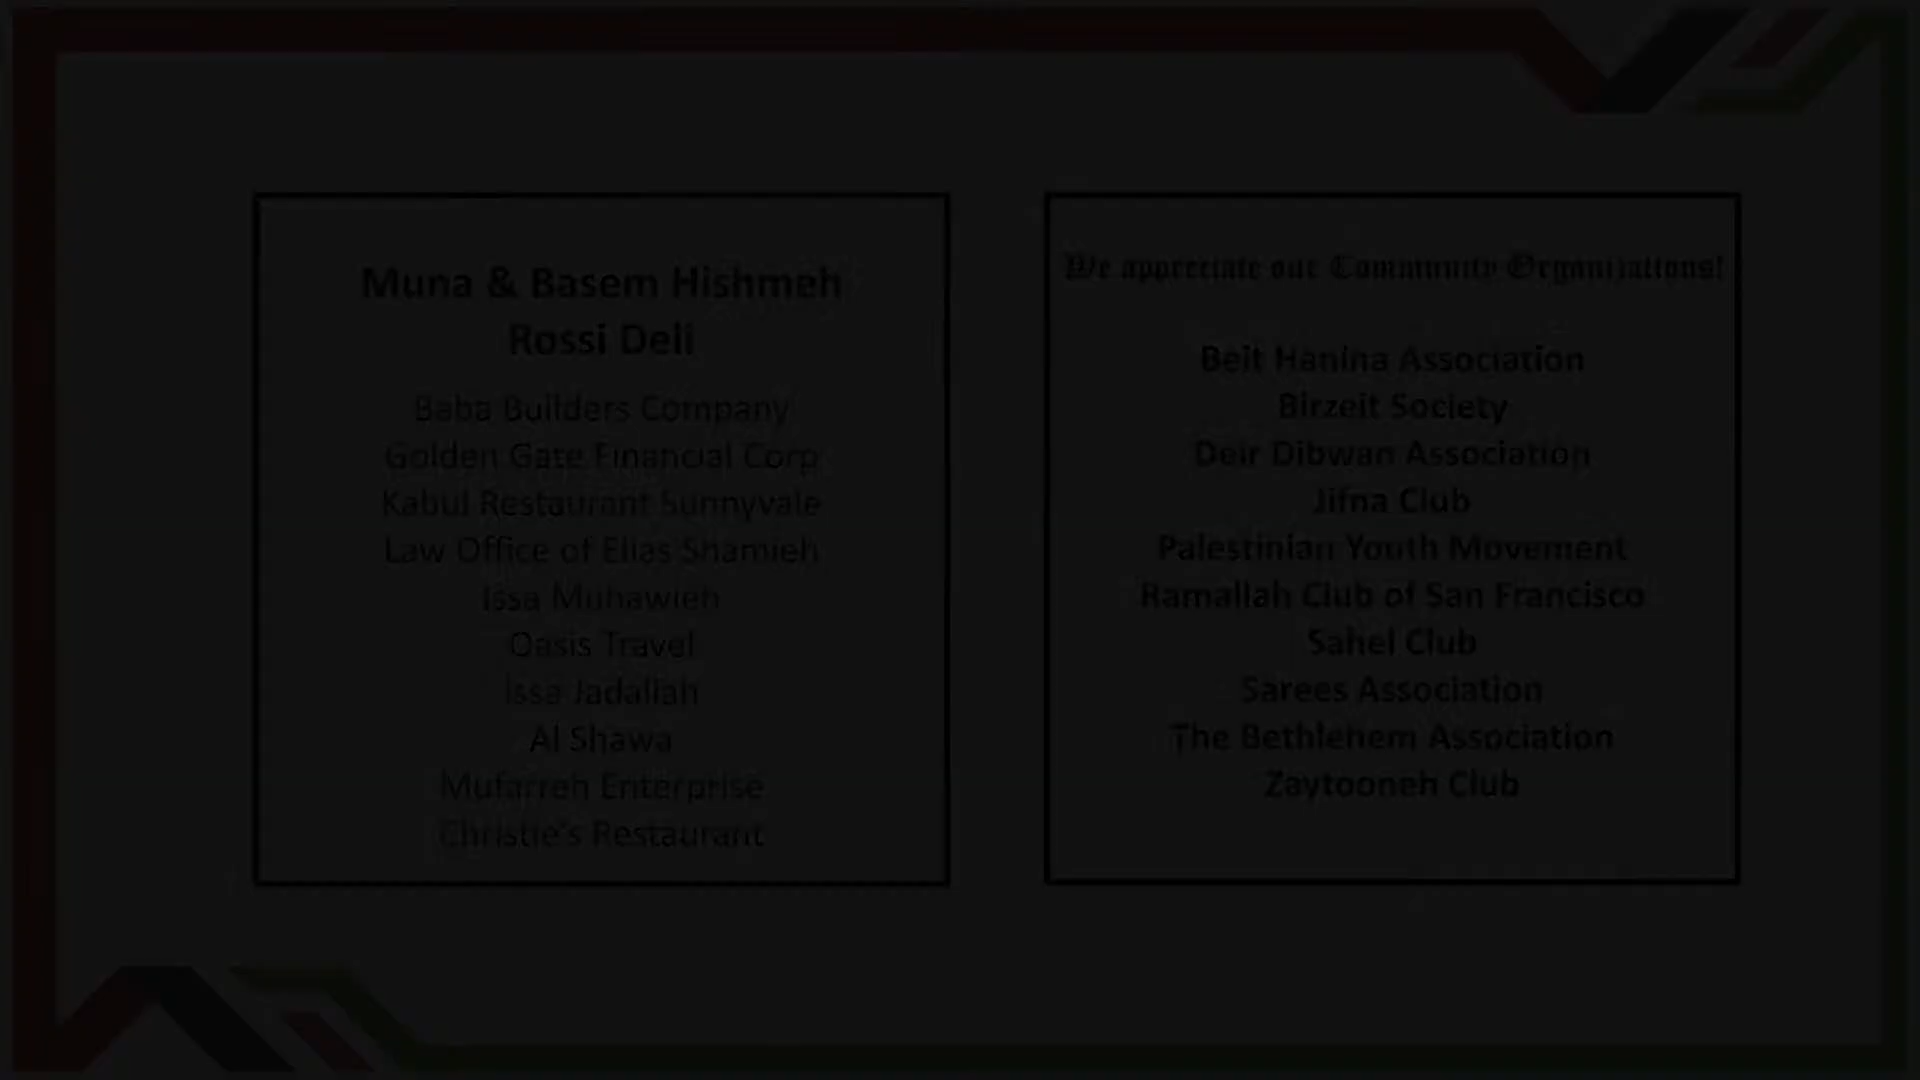 Muna & Basem Hishmeh
Rossi Deli
Baba Builders Company
Golden Gate Financial Corp
Kabul Restaurant Sunnyvale
Law Office of Elias Shamieh
Issa Muhawieh
Oasis Travel
Issa Jadallah
Al Shawa
Mufarreh Enterprise
Christie's Restaurant
We appreciate our Community Organizations!
Beit Hanina Association
Birzeit Society
Deir Dibwan Association
Jifna Club
Palestinian Youth Movement
Ramallah Club of San Francisco
Sahel Club
Sarees Association
The Bethlehem Association
Zaytooneh Club